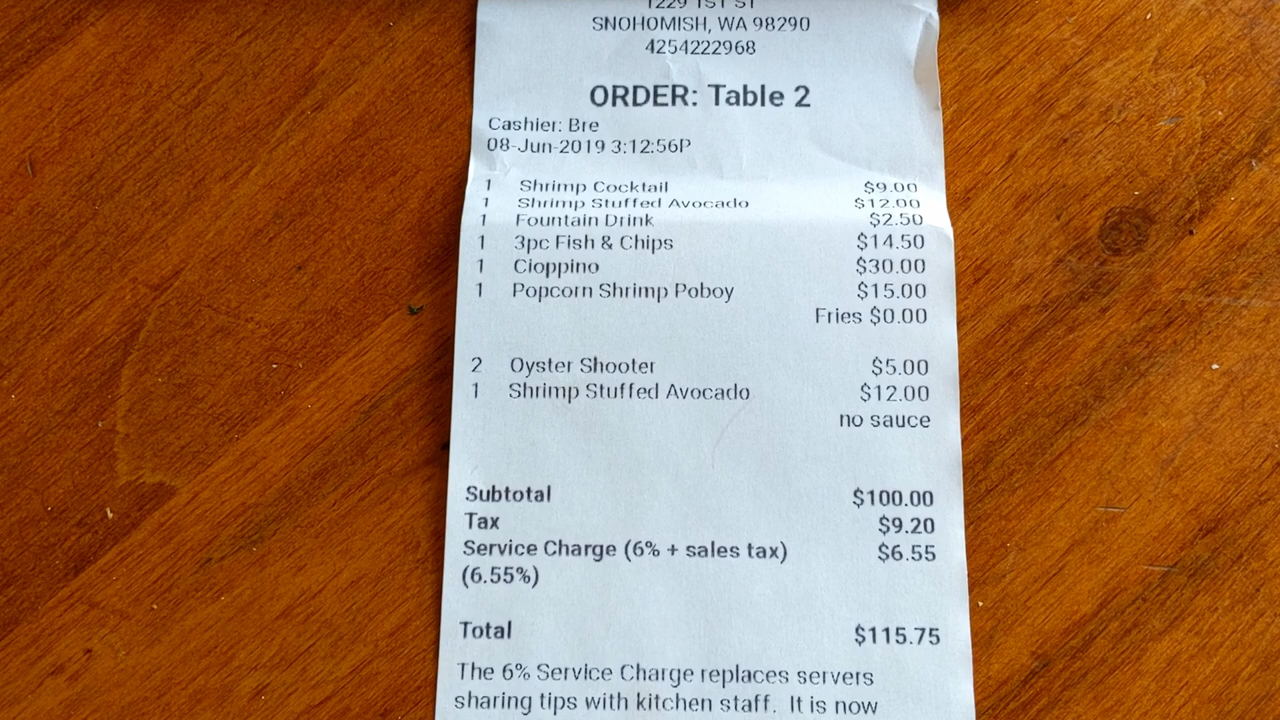 1229 1ST ST
SNOHOMISH, WA 98290
4254222968
ORDER: Table 2
Cashier: Bre
08-Jun-2019 3:12:56P
1 Shrimp Cocktail $9.00
1 Shrimp Stuffed Avocado $12.00
1 Fountain Drink $2.50
1 3pc Fish & Chips $14.50
1 Cioppino $30.00
1 Popcorn Shrimp Poboy $15.00
Fries $0.00
2 Oyster Shooter $5.00
1 Shrimp Stuffed Avocado $12.00
no sauce
Subtotal $100.00
Tax $9.20
Service Charge (6% + sales tax) $6.55
(6.55%)
Total $115.75
The 6% Service Charge replaces servers
sharing tips with kitchen staff. It is now